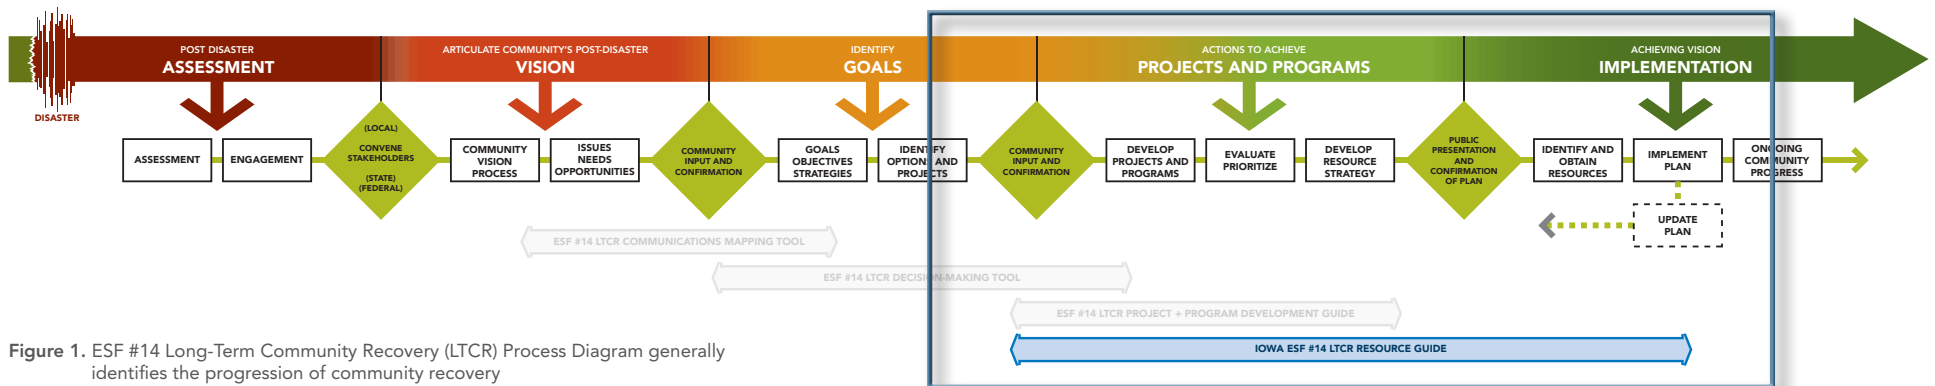 POST DISASTER
ASSESSMENT
ARTICULATE COMMUNITY'S POST-DISASTER
VISION
IDENTIFY
GOALS
ACTIONS TO ACHIEVE
PROJECTS AND PROGRAMS
ACHIEVING VISION
IMPLEMENTATION
DISASTER
ASSESSMENT
ENGAGEMENT
(LOCAL)
CONVENE
STAKEHOLDERS
(STATE)
(FEDERAL)
COMMUNITY
VISION
PROCESS
ISSUES
NEEDS
OPPORTUNITIES
COMMUNITY
INPUT AND
CONFIRMATION
GOALS
OBJECTIVES
STRATEGIES
IDENTIFY
OPTIONS AND
PROJECTS
COMMUNITY
INPUT AND
CONFIRMATION
DEVELOP
PROJECTS AND
PROGRAMS
EVALUATE
PRIORITIZE
DEVELOP
RESOURCE
STRATEGY
PUBLIC
PRESENTATION
AND
CONFIRMATION
OF PLAN
IDENTIFY AND
OBTAIN
RESOURCES
IMPLEMENT
PLAN
ONGOING
COMMUNITY
PROGRESS
UPDATE
PLAN
ESF #14 LTCR COMMUNICATIONS MAPPING TOOL
ESF #14 LTCR DECISION-MAKING TOOL
ESF #14 LTCR PROJECT + PROGRAM DEVELOPMENT GUIDE
IOWA ESF #14 LTCR RESOURCE GUIDE
Figure 1. ESF #14 Long-Term Community Recovery (LTCR) Process Diagram generally
identifies the progression of community recovery